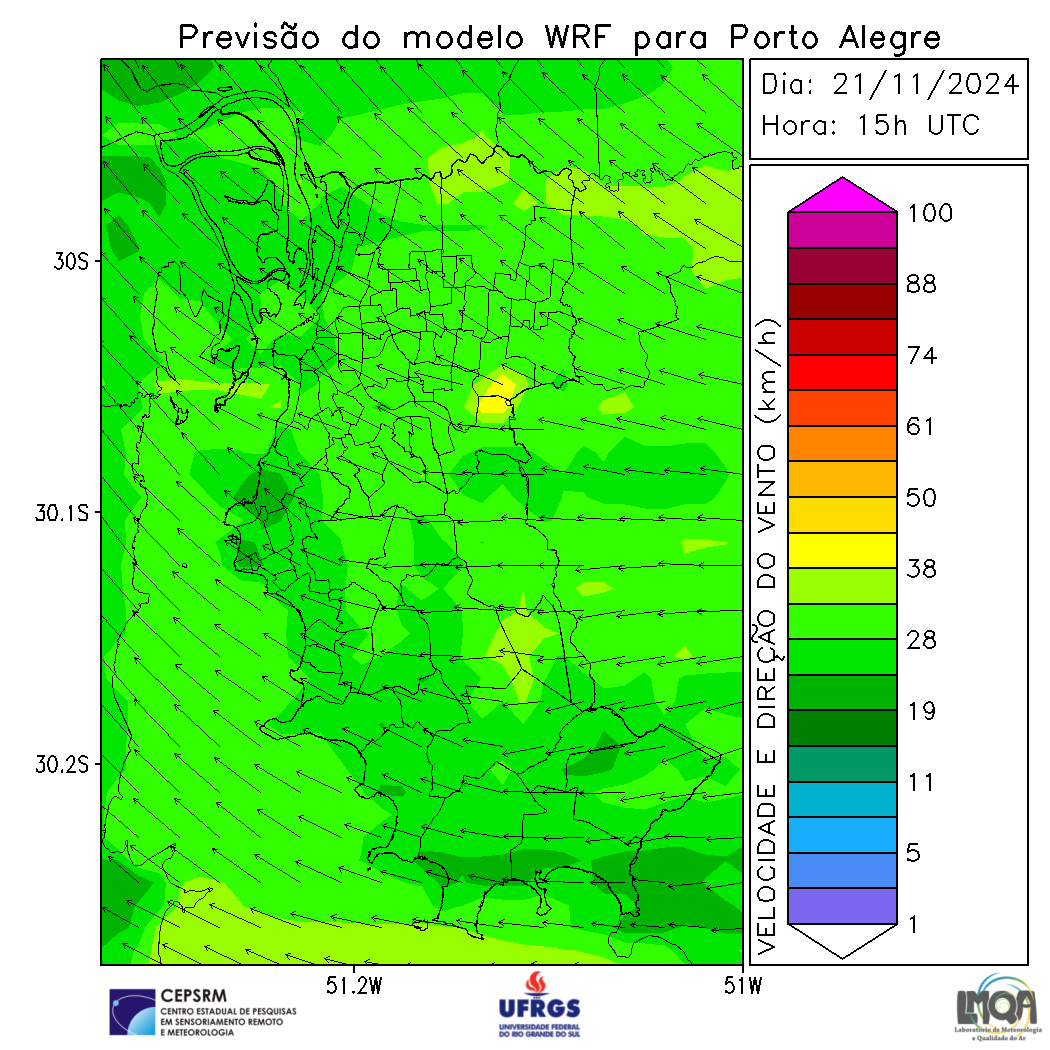 Previsão do modelo WRF para Porto Alegre
Dia: 21/11/2024
Hora: 15h UTC
30S
30.1S
30.2S
51.2W
51W
VELOCIDADE E DIREÇÃO DO VENTO (km/h)
100
88
74
61
50
38
28
19
11
5
1
CEPSRM
CENTRO ESTADUAL DE PESQUISAS
EM SENSORIAMENTO REMOTO
E METEOROLOGIA
UFRGS
UNIVERSIDADE FEDERAL
DO RIO GRANDE DO SUL
LMQA
Laboratório de Meteorologia
e Qualidade do Ar